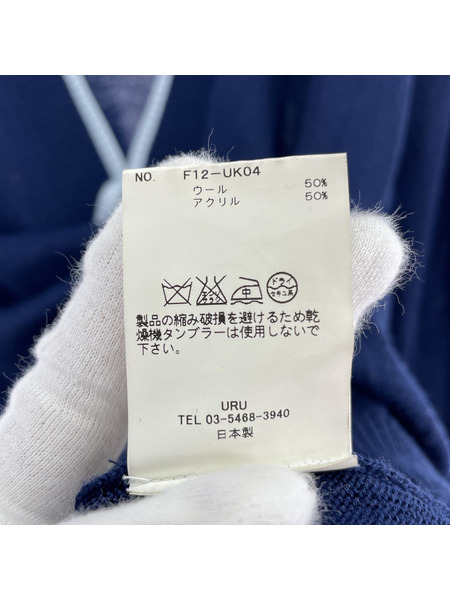 NO. F12-UK04
ウール 50%
アクリル 50%
中
ドライ
セキユ系
製品の縮み破損を避けるため乾
燥機タンブラーは使用しないで
下さい。
URU
TEL 03-5468-3940
日本製